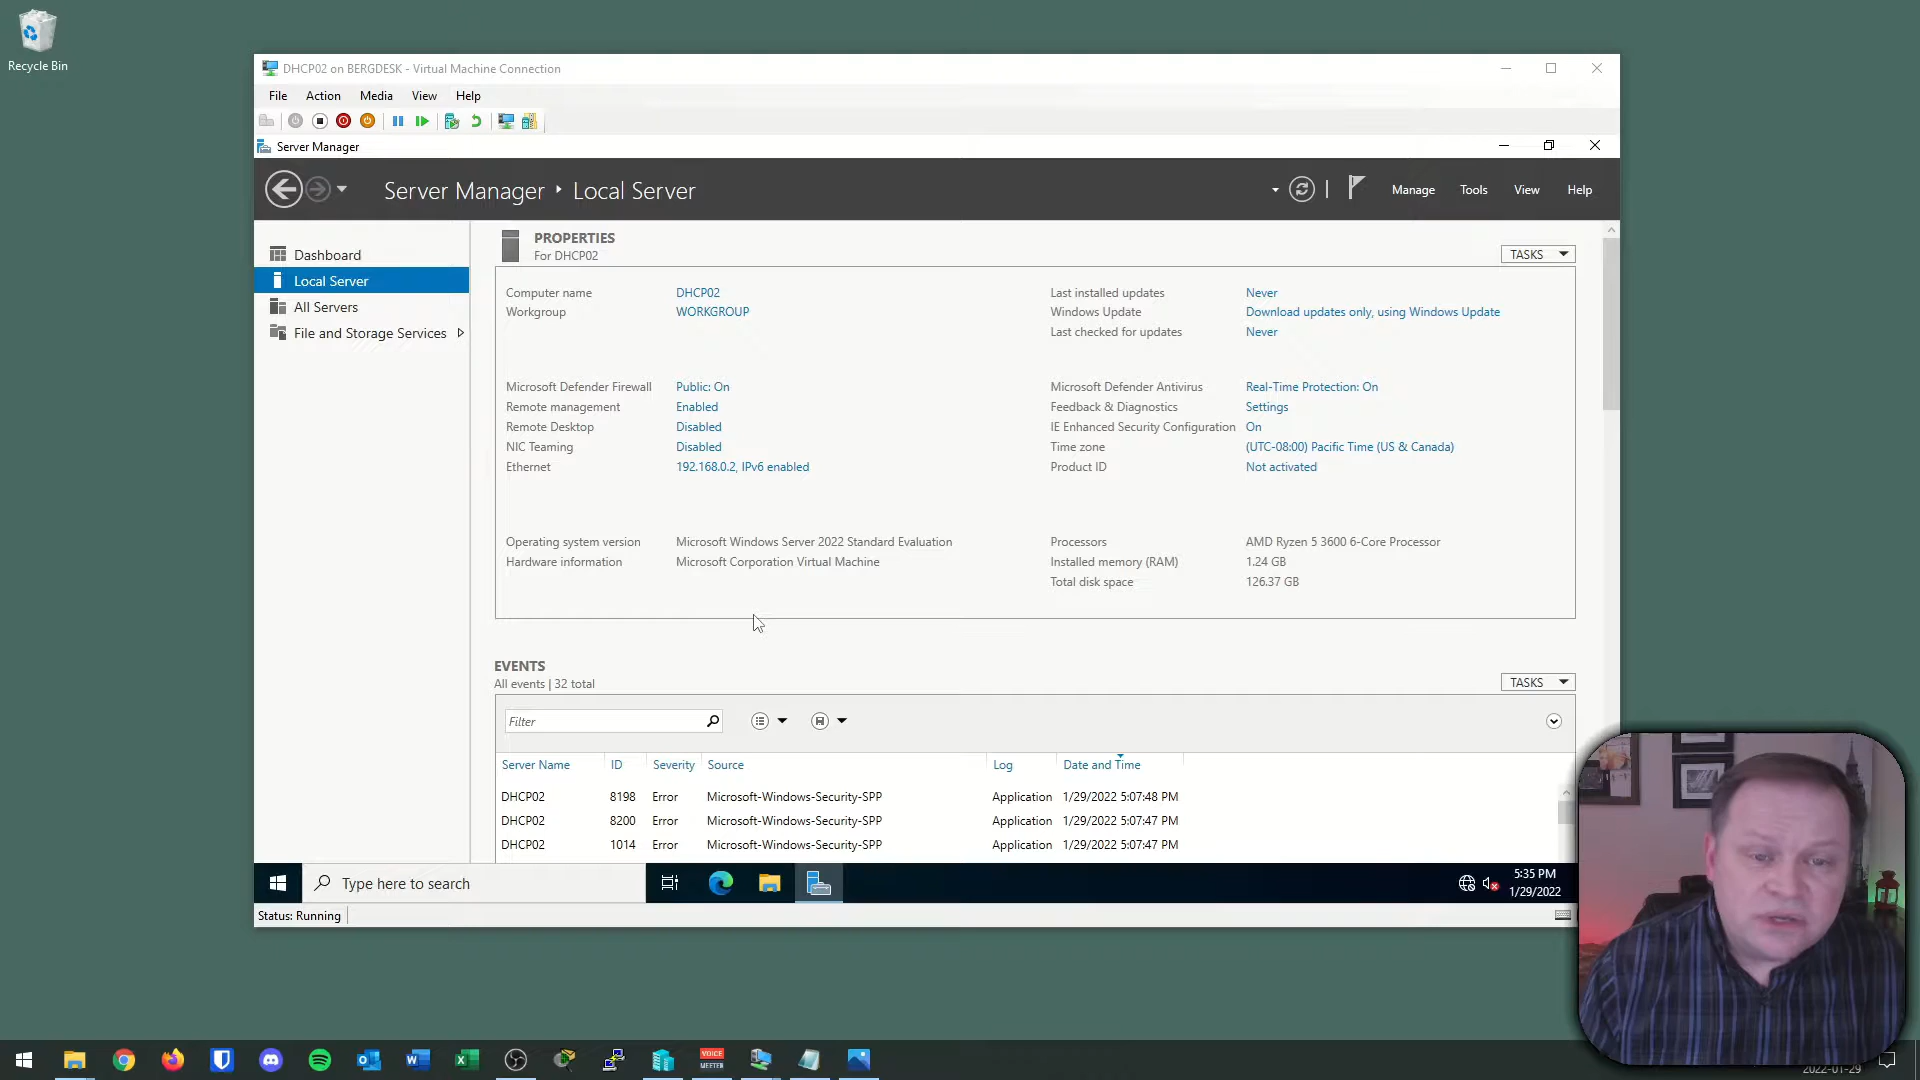 Recycle Bin
DHCP02 on BERGDESK - Virtual Machine Connection
File Action Media View Help
Server Manager
Server Manager Local Server
Manage Tools View Help
Dashboard
Local Server
All Servers
File and Storage Services
PROPERTIES
For DHCP02
TASKS
Computer name DHCP02 Last installed updates Never
Workgroup WORKGROUP Windows Update Download updates only, using Windows Update
Last checked for updates Never
Microsoft Defender Firewall Public: On Microsoft Defender Antivirus Real-Time Protection: On
Remote management Enabled Feedback & Diagnostics Settings
Remote Desktop Disabled IE Enhanced Security Configuration On
NIC Teaming Disabled Time zone (UTC-08:00) Pacific Time (US & Canada)
Ethernet 192.168.0.2, IPv6 enabled Product ID Not activated
Operating system version Microsoft Windows Server 2022 Standard Evaluation Processors AMD Ryzen 5 3600 6-Core Processor
Hardware information Microsoft Corporation Virtual Machine Installed memory (RAM) 1.24 GB
Total disk space 126.37 GB
EVENTS
All events | 32 total
TASKS
Filter
Server Name ID Severity Source Log Date and Time
DHCP02 8198 Error Microsoft-Windows-Security-SPP Application 1/29/2022 5:07:48 PM
DHCP02 8200 Error Microsoft-Windows-Security-SPP Application 1/29/2022 5:07:47 PM
DHCP02 1014 Error Microsoft-Windows-Security-SPP Application 1/29/2022 5:07:47 PM
Type here to search
5:35 PM
1/29/2022
Status: Running
VOICE
MEETER
2022-01-29